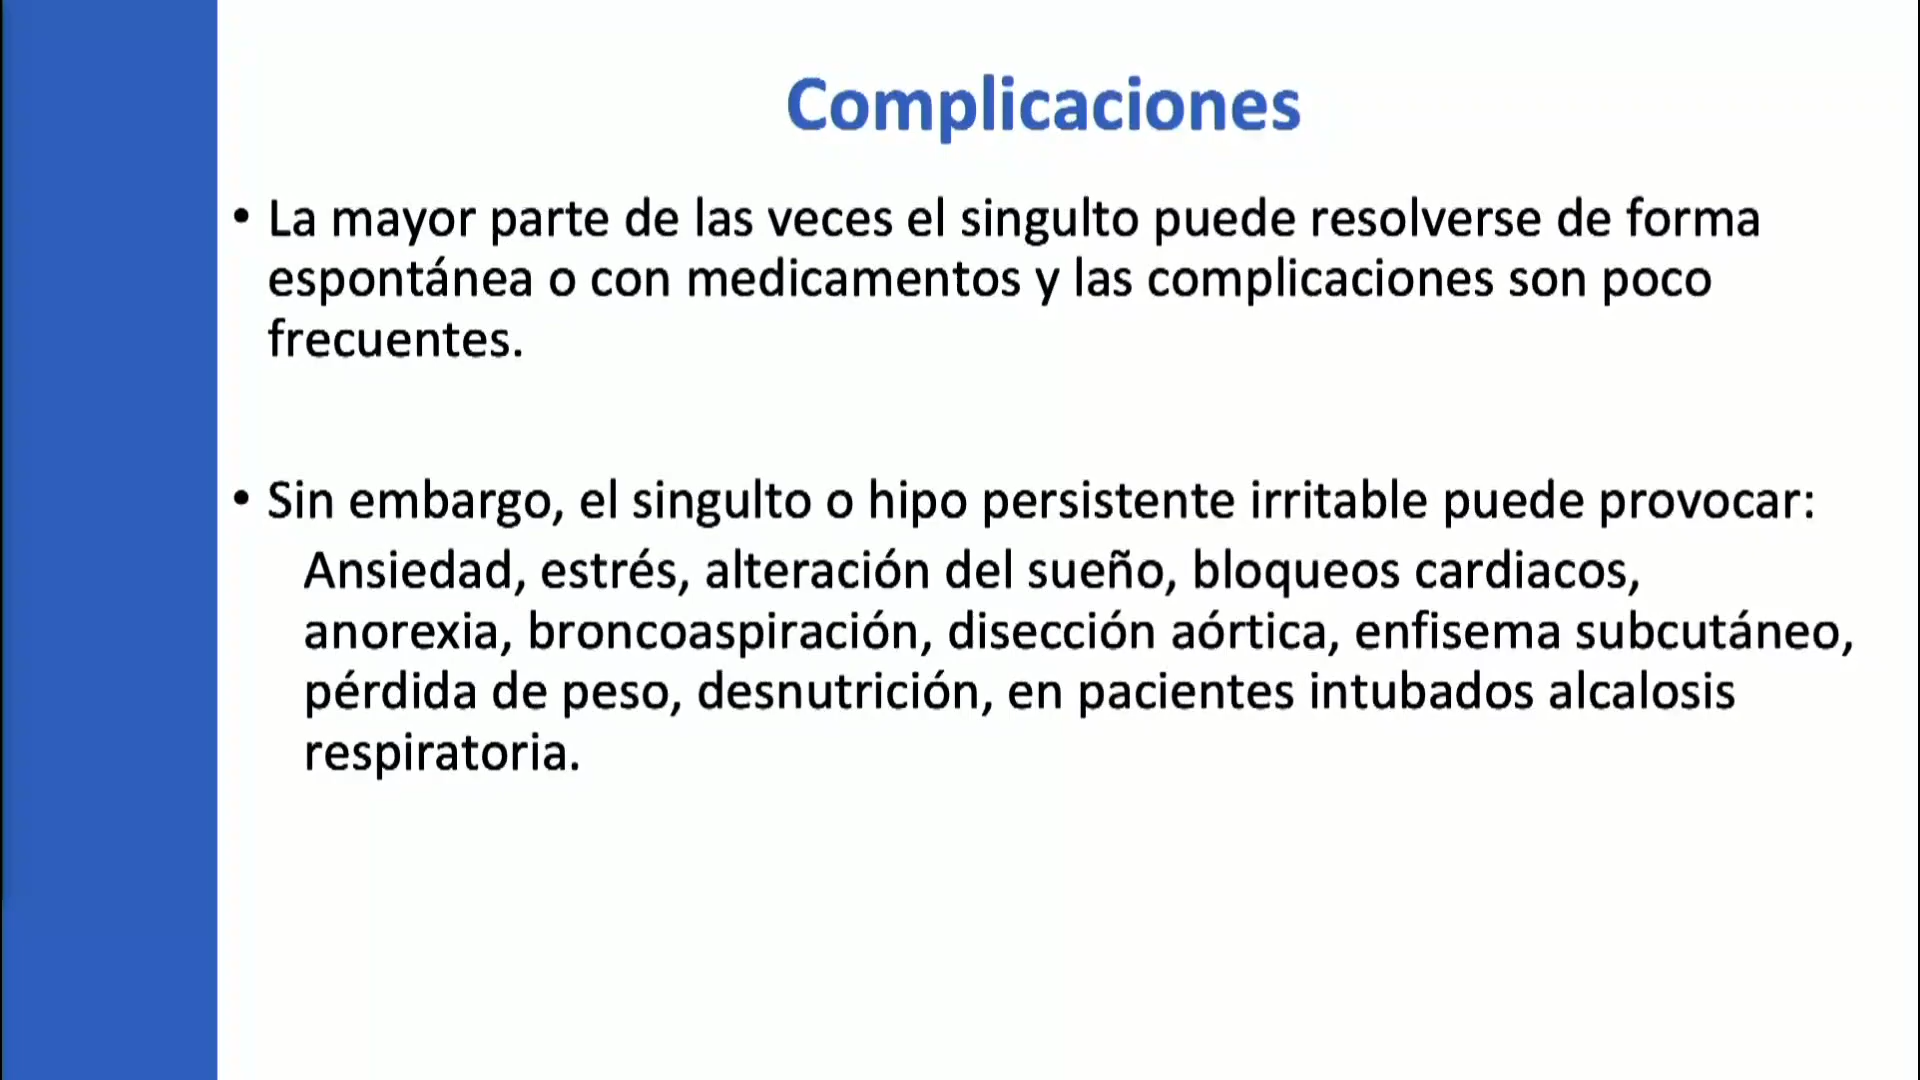 Complicaciones
• La mayor parte de las veces el singulto puede resolverse de forma
espontánea o con medicamentos y las complicaciones son poco
frecuentes.
• Sin embargo, el singulto o hipo persistente irritable puede provocar:
Ansiedad, estrés, alteración del sueño, bloqueos cardiacos,
anorexia, broncoaspiración, disección aórtica, enfisema subcutáneo,
pérdida de peso, desnutrición, en pacientes intubados alcalosis
respiratoria.